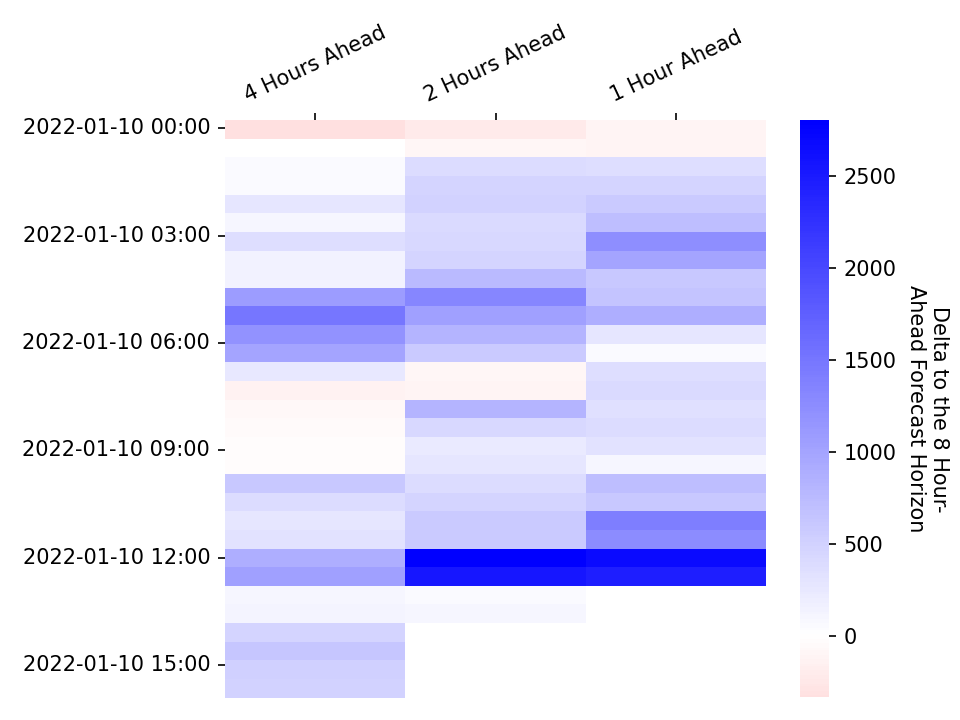 4 Hours Ahead
2 Hours Ahead
1 Hour Ahead
2022-01-10 00:00
2022-01-10 03:00
2022-01-10 06:00
2022-01-10 09:00
2022-01-10 12:00
2022-01-10 15:00
2500
2000
1500
1000
500
0
Delta to the 8 Hour-
Ahead Forecast Horizon